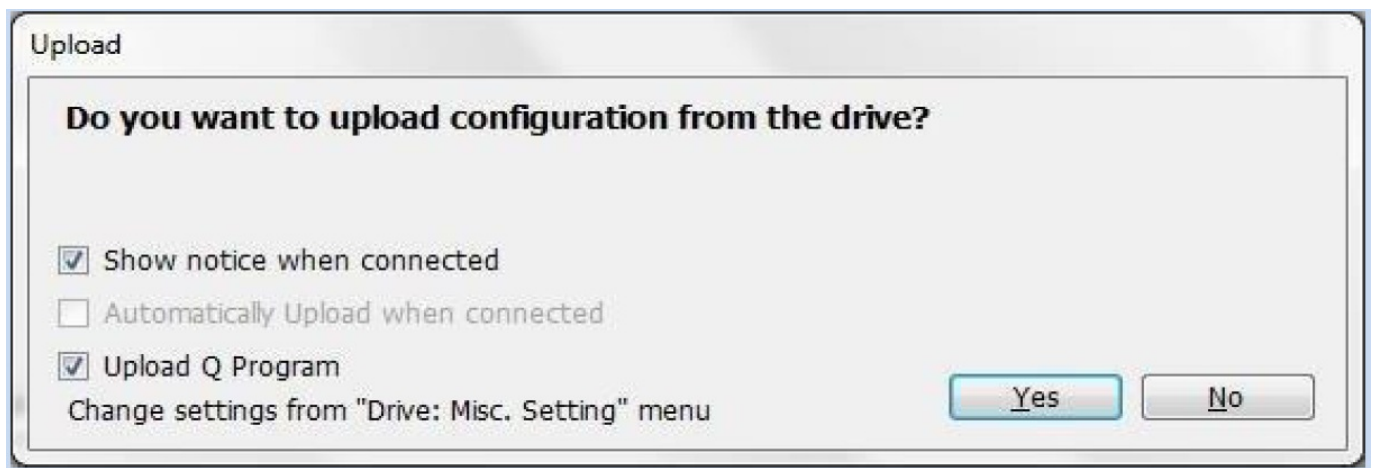 Upload
Do you want to upload configuration from the drive?
Show notice when connected
Automatically Upload when connected
Upload Q Program
Change settings from "Drive: Misc. Setting" menu
Yes
No